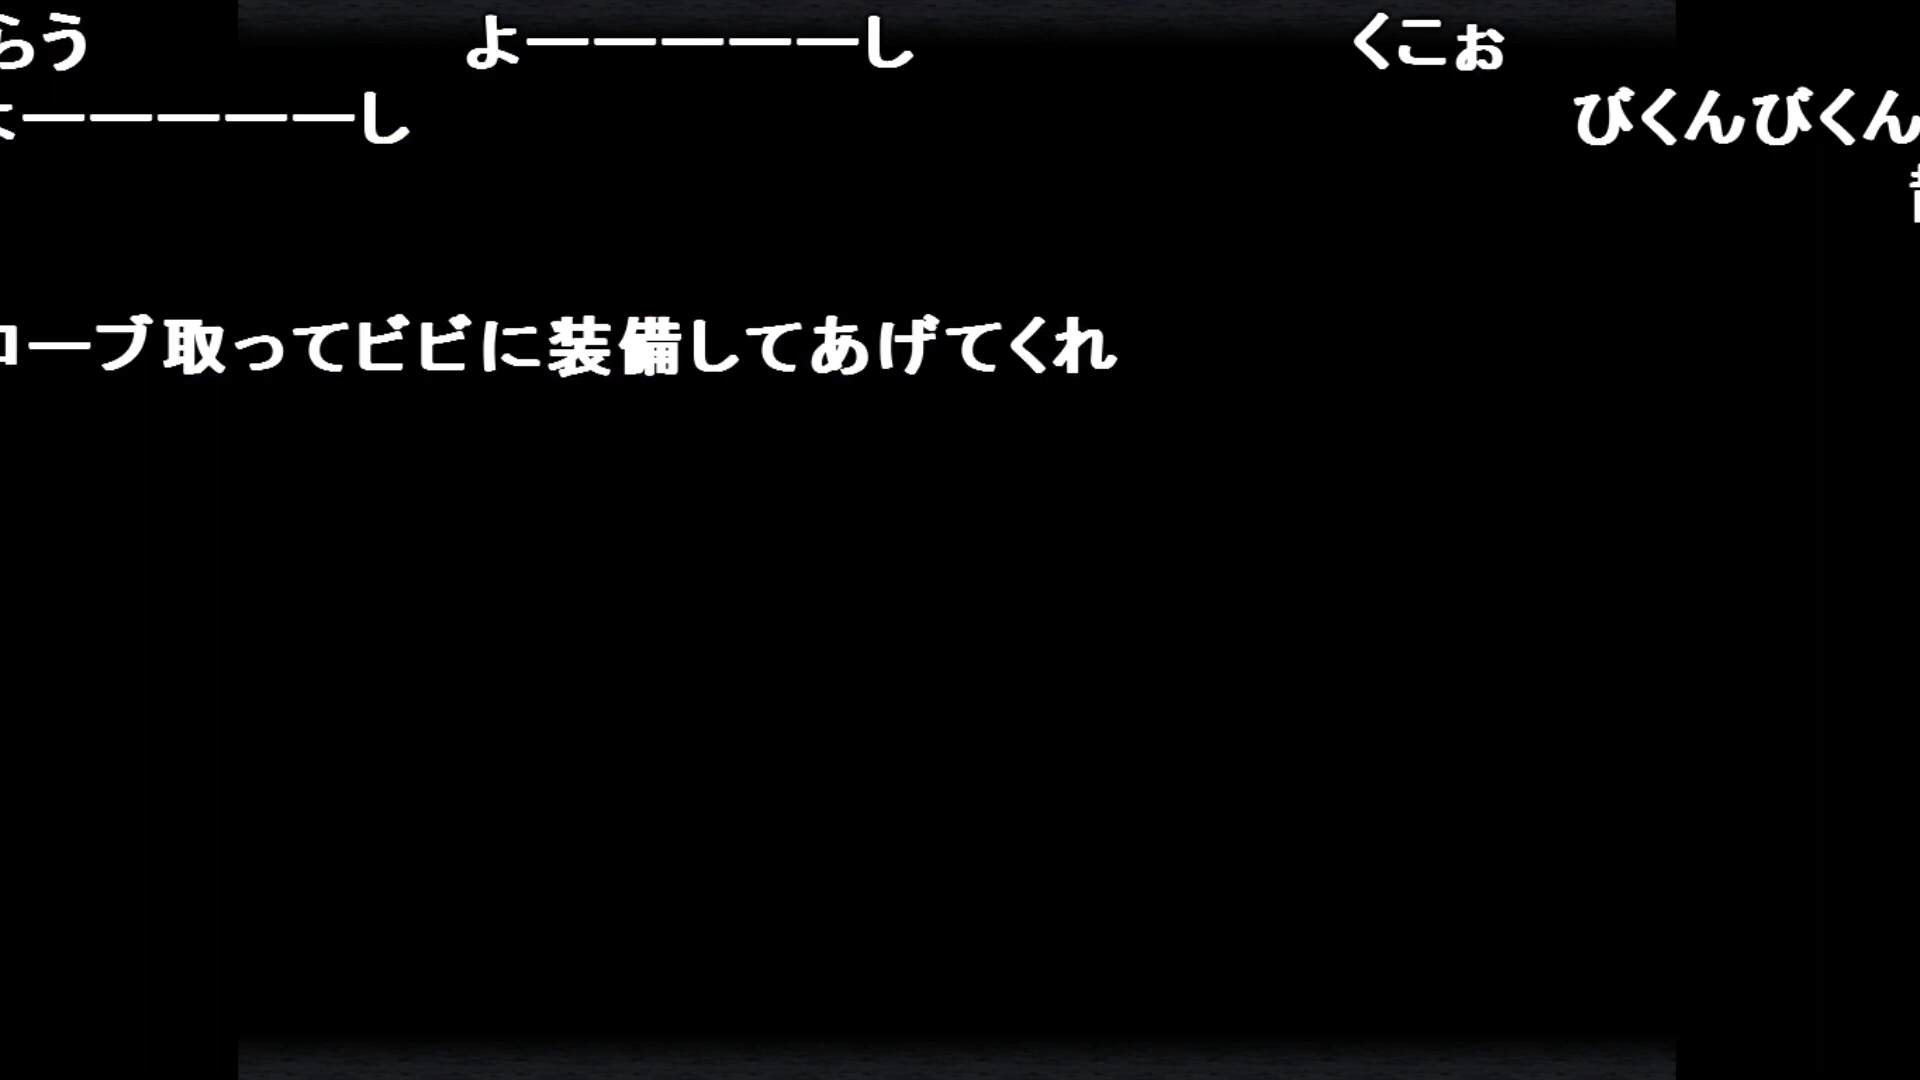 らう よーーーーーし くこぉ
よーーーーーし びくんびくん
ローブ取ってビビに装備してあげてくれ